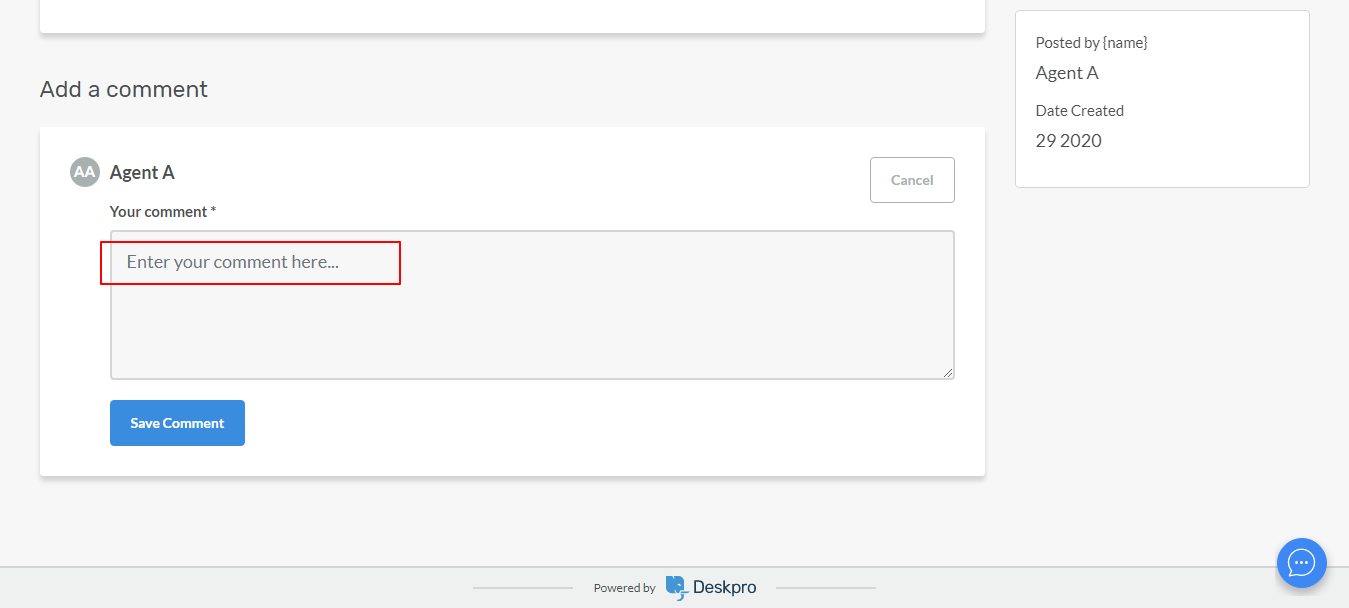 Add a comment
AA Agent A
Cancel
Your comment *
Enter your comment here...
Save Comment
Posted by {name}
Agent A
Date Created
29 2020
Powered by Deskpro